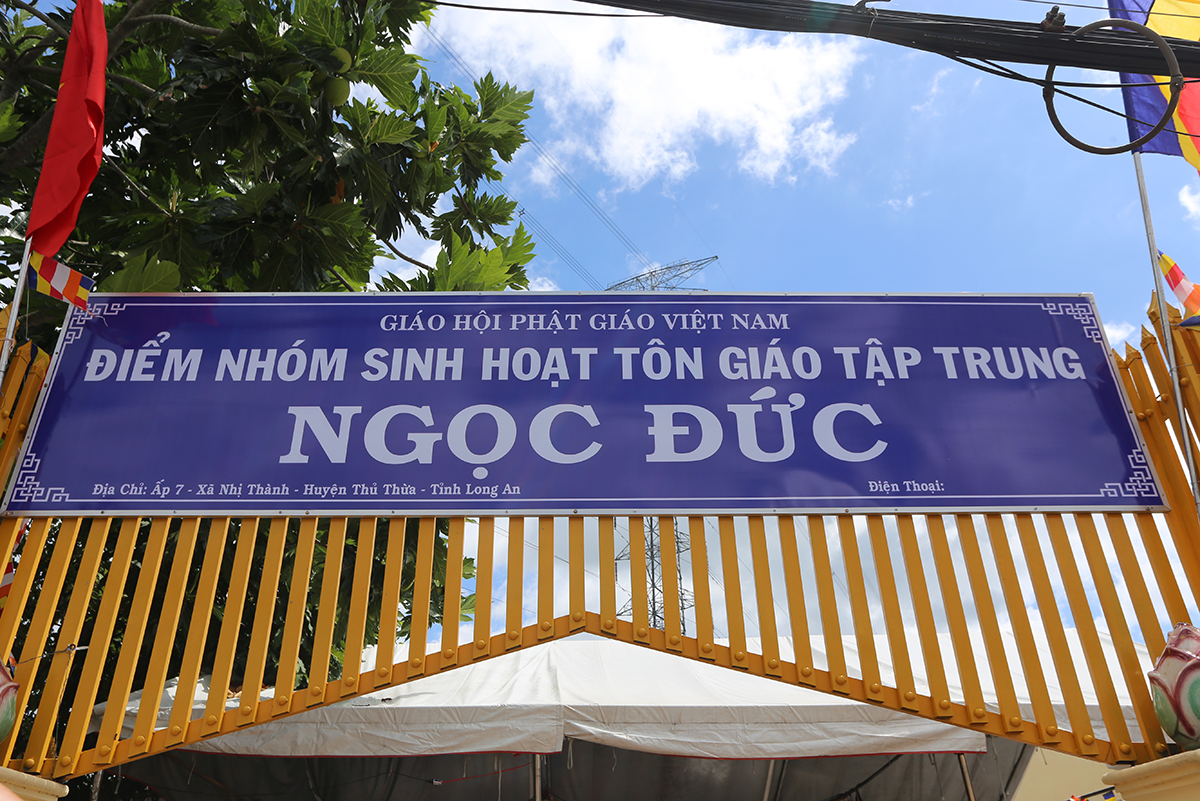 GIÁO HỘI PHẬT GIÁO VIỆT NAM
ĐIỂM NHÓM SINH HOẠT TÔN GIÁO TẬP TRUNG
NGỌC ĐỨC
Địa Chỉ: Ấp 7 - Xã Nhị Thành - Huyện Thủ Thừa - Tỉnh Long An
Điện Thoại: